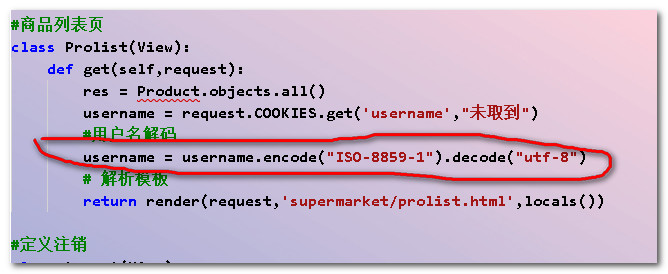 #商品列表页
class Prolist(View):
def get(self,request):
res = Product.objects.all()
username = request.COOKIES.get('username',"未取到")
#用户名解码
username = username.encode("ISO-8859-1").decode("utf-8")
# 解析模板
return render(request,'supermarket/prolist.html',locals())
#定义注销